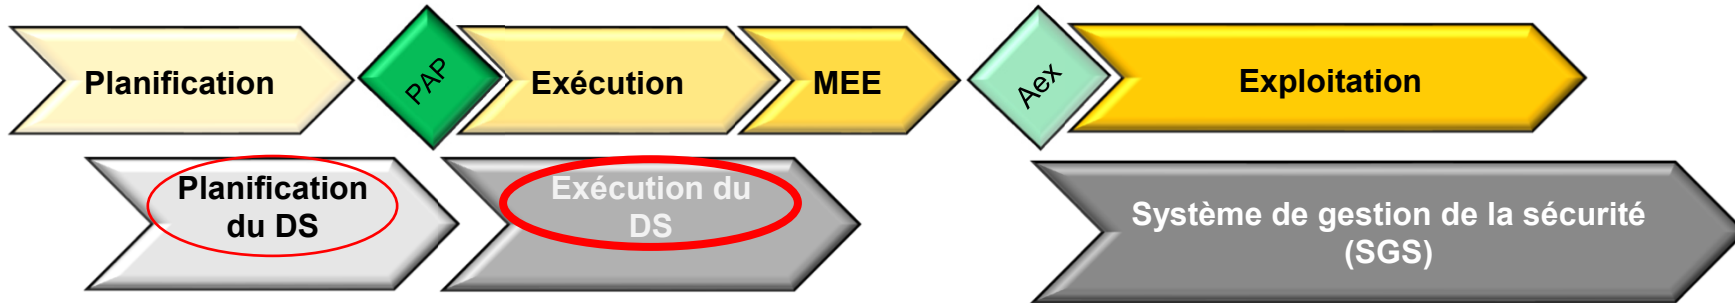 Planification
PAP
Exécution
MEE
Aex
Exploitation
Planification
du DS
Exécution du
DS
Système de gestion de la sécurité
(SGS)